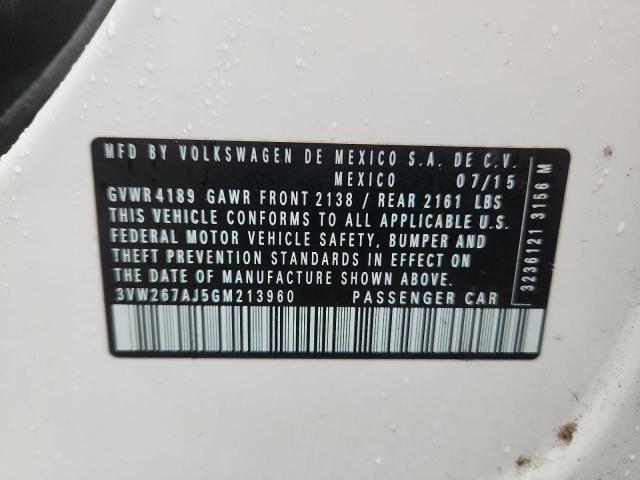 MFD BY VOLKSWAGEN DE MEXICO S.A. DE C.V.
MEXICO 07/15
GVWR 4189 GAWR FRONT 2138 / REAR 2161 LBS
THIS VEHICLE CONFORMS TO ALL APPLICABLE U.S.
FEDERAL MOTOR VEHICLE SAFETY, BUMPER AND
THEFT PREVENTION STANDARDS IN EFFECT ON
THE DATE OF MANUFACTURE SHOWN ABOVE.
3VW267AJ5GM213960 PASSENGER CAR
3236121 3156 M